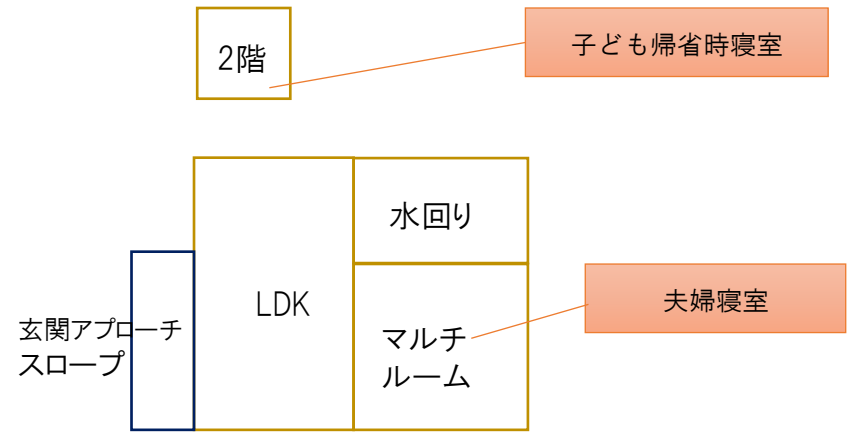 2階
子ども帰省時寝室
水回り
LDK
夫婦寝室
玄関アプローチ
スロープ
マルチ
ルーム